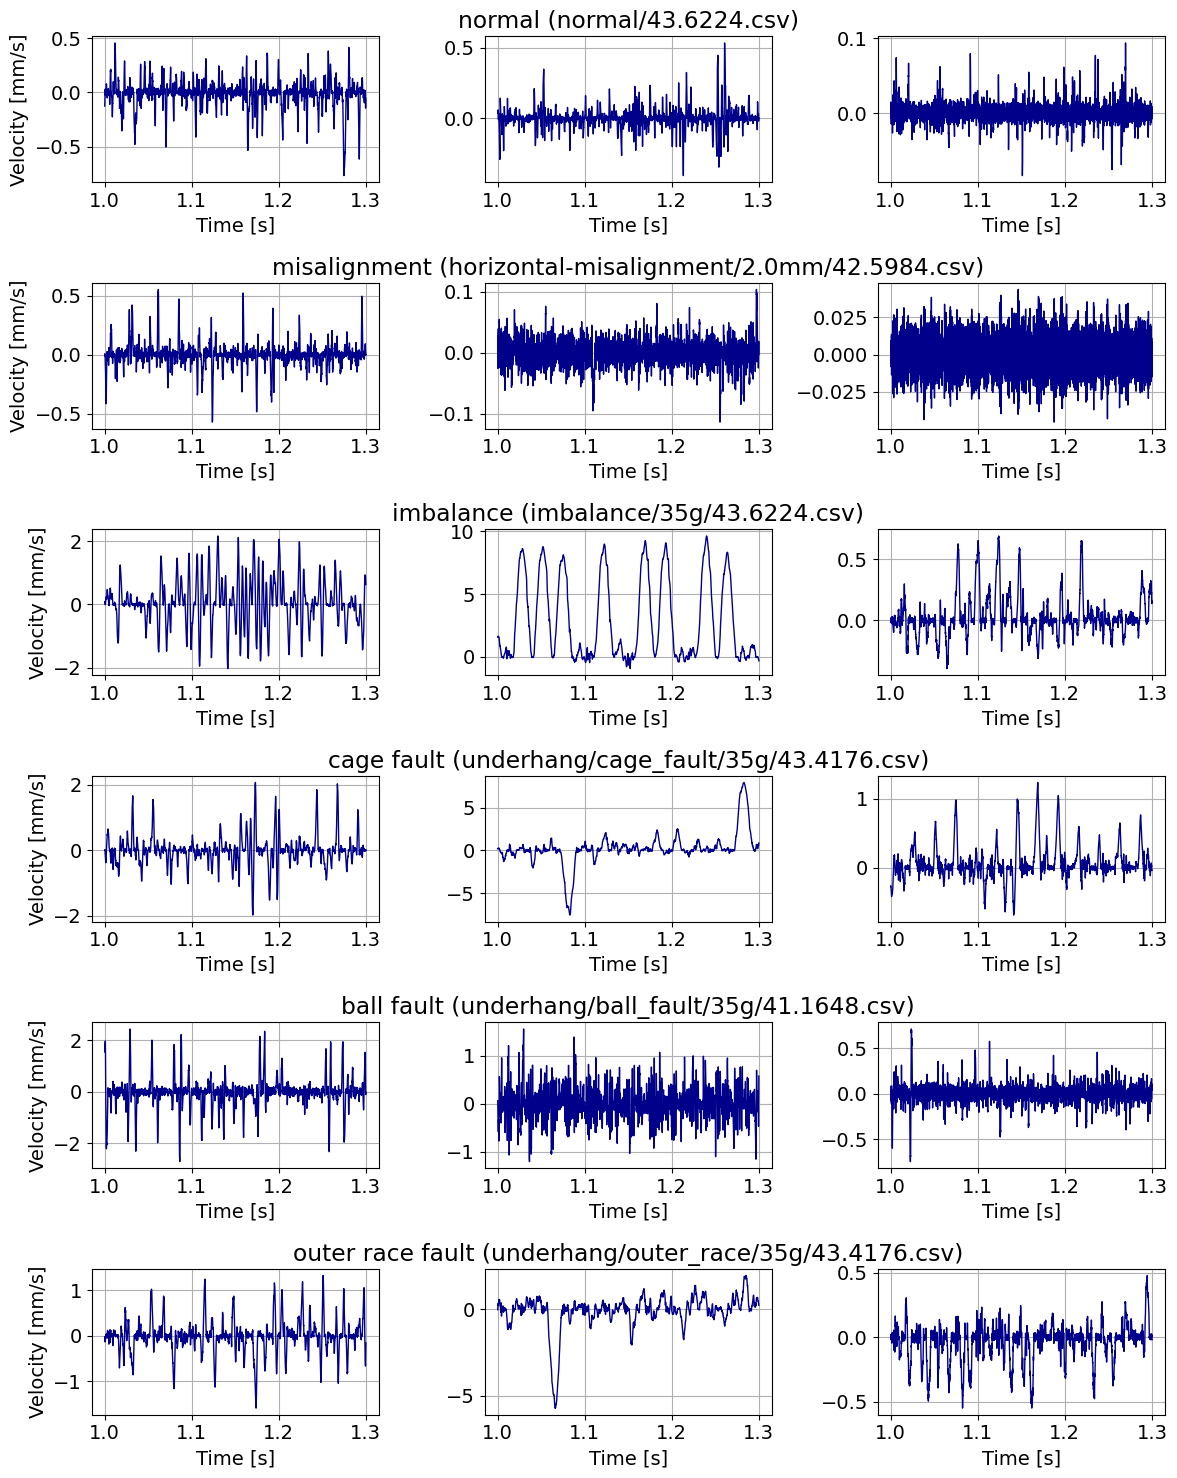 normal (normal/43.6224.csv)
Velocity [mm/s]
0.5
0.0
−0.5
1.0 1.1 1.2 1.3
Time [s]
0.5
0.0
1.0 1.1 1.2 1.3
Time [s]
0.1
0.0
1.0 1.1 1.2 1.3
Time [s]
misalignment (horizontal-misalignment/2.0mm/42.5984.csv)
Velocity [mm/s]
0.5
0.0
−0.5
1.0 1.1 1.2 1.3
Time [s]
0.1
0.0
−0.1
1.0 1.1 1.2 1.3
Time [s]
0.025
0.000
−0.025
1.0 1.1 1.2 1.3
Time [s]
imbalance (imbalance/35g/43.6224.csv)
Velocity [mm/s]
2
0
−2
1.0 1.1 1.2 1.3
Time [s]
10
5
0
1.0 1.1 1.2 1.3
Time [s]
0.5
0.0
1.0 1.1 1.2 1.3
Time [s]
cage fault (underhang/cage_fault/35g/43.4176.csv)
Velocity [mm/s]
2
0
−2
1.0 1.1 1.2 1.3
Time [s]
5
0
−5
1.0 1.1 1.2 1.3
Time [s]
1
0
1.0 1.1 1.2 1.3
Time [s]
ball fault (underhang/ball_fault/35g/41.1648.csv)
Velocity [mm/s]
2
0
−2
1.0 1.1 1.2 1.3
Time [s]
1
0
−1
1.0 1.1 1.2 1.3
Time [s]
0.5
0.0
−0.5
1.0 1.1 1.2 1.3
Time [s]
outer race fault (underhang/outer_race/35g/43.4176.csv)
Velocity [mm/s]
1
0
−1
1.0 1.1 1.2 1.3
Time [s]
0
−5
1.0 1.1 1.2 1.3
Time [s]
0.5
0.0
−0.5
1.0 1.1 1.2 1.3
Time [s]